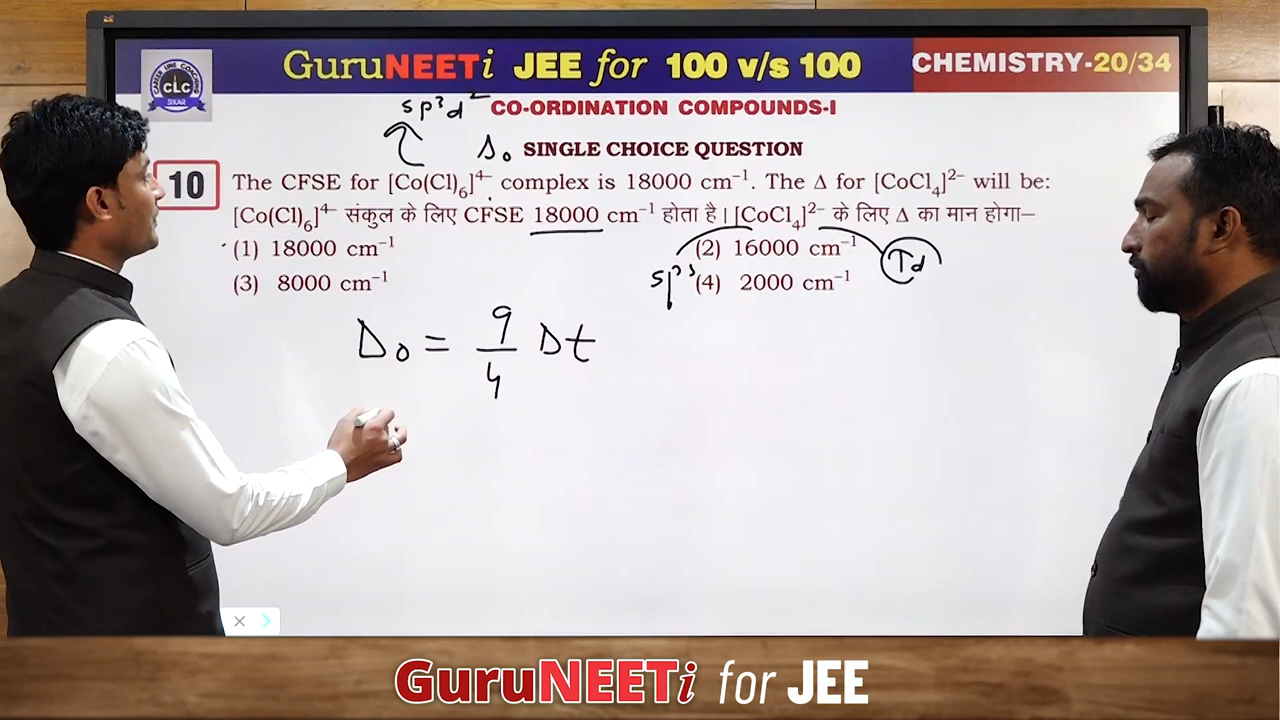 GuruNEETi JEE for 100 v/s 100
CHEMISTRY-20/34
CLC
SIKAR
sp³d²
CO-ORDINATION COMPOUNDS-I
Δ₀
SINGLE CHOICE QUESTION
10
The CFSE for [Co(Cl)₆]⁴⁻ complex is 18000 cm⁻¹. The Δ for [CoCl₄]²⁻ will be:
[Co(Cl)₆]⁴⁻ संकुल के लिए CFSE 18000 cm⁻¹ होता है। [CoCl₄]²⁻ के लिए Δ का मान होगा–
(1) 18000 cm⁻¹
(2) 16000 cm⁻¹
Td
(3) 8000 cm⁻¹
sp³
(4) 2000 cm⁻¹
Δ₀ = 9/4 Δt
GuruNEETi for JEE